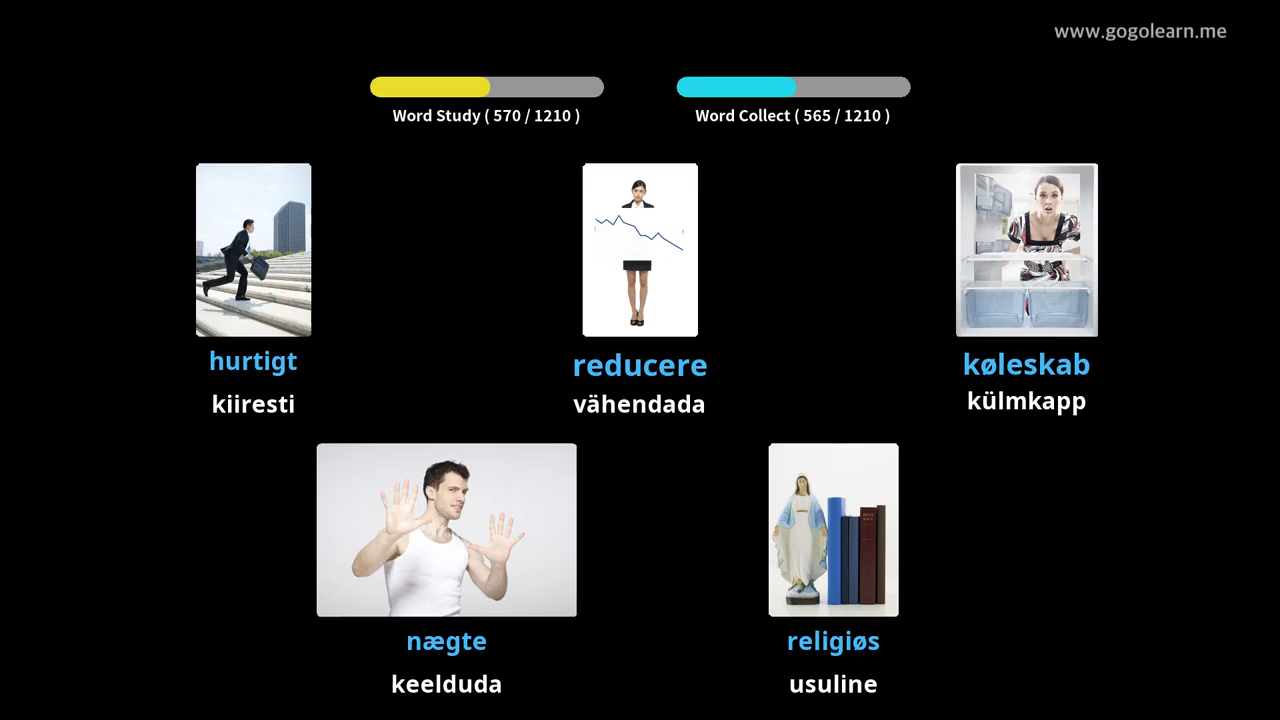 www.gogolearn.me
Word Study ( 570 / 1210 )
Word Collect ( 565 / 1210 )
hurtigt
kiiresti
reducere
vähendada
køleskab
külmkapp
nægte
keelduda
religiøs
usuline